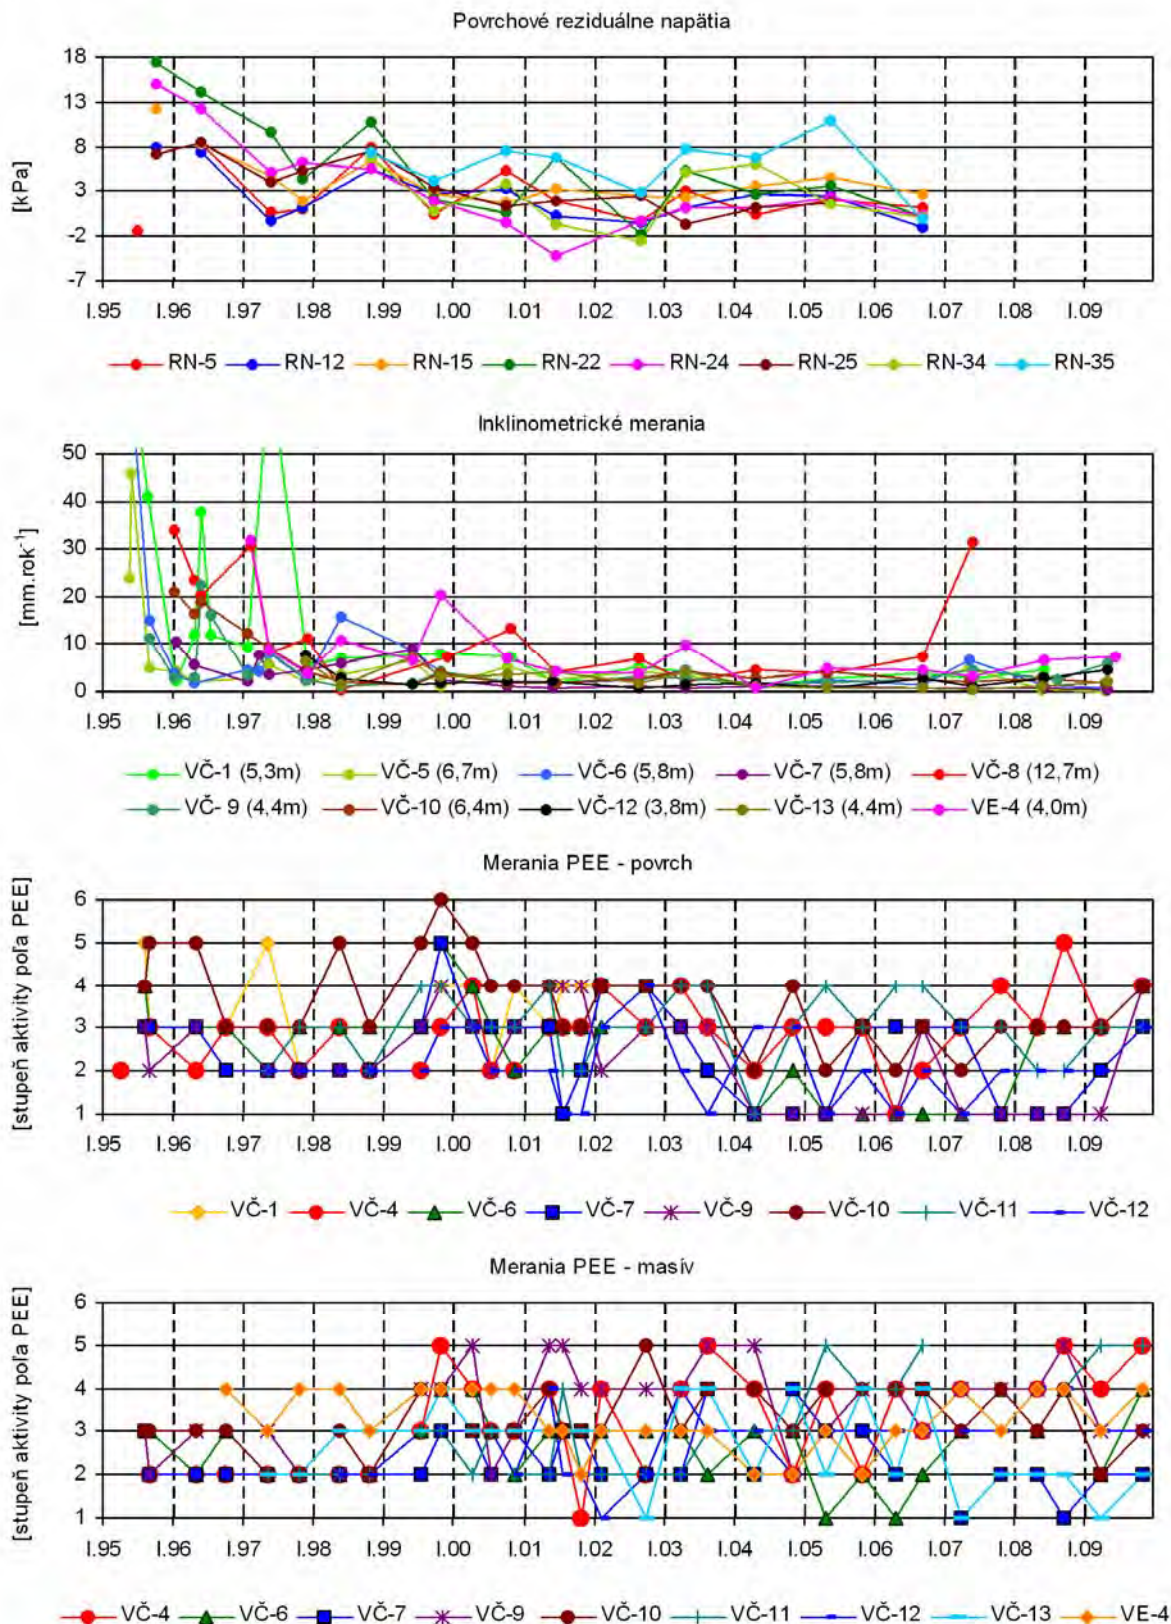 Povrchové reziduálne napätia
[kPa]
18
13
8
3
-2
-7
I.95 I.96 I.97 I.98 I.99 I.00 I.01 I.02 I.03 I.04 I.05 I.06 I.07 I.08 I.09
RN-5 RN-12 RN-15 RN-22 RN-24 RN-25 RN-34 RN-35
Inklinometrické merania
[mm.rok⁻¹]
50
40
30
20
10
0
I.95 I.96 I.97 I.98 I.99 I.00 I.01 I.02 I.03 I.04 I.05 I.06 I.07 I.08 I.09
VČ-1 (5,3m) VČ-5 (6,7m) VČ-6 (5,8m) VČ-7 (5,8m) VČ-8 (12,7m)
VČ- 9 (4,4m) VČ-10 (6,4m) VČ-12 (3,8m) VČ-13 (4,4m) VE-4 (4,0m)
Merania PEE - povrch
[stupeň aktivity poľa PEE]
6
5
4
3
2
1
I.95 I.96 I.97 I.98 I.99 I.00 I.01 I.02 I.03 I.04 I.05 I.06 I.07 I.08 I.09
VČ-1 VČ-4 VČ-6 VČ-7 VČ-9 VČ-10 VČ-11 VČ-12
Merania PEE - masív
[stupeň aktivity poľa PEE]
6
5
4
3
2
1
I.95 I.96 I.97 I.98 I.99 I.00 I.01 I.02 I.03 I.04 I.05 I.06 I.07 I.08 I.09
VČ-4 VČ-6 VČ-7 VČ-9 VČ-10 VČ-11 VČ-12 VČ-13 VE-4